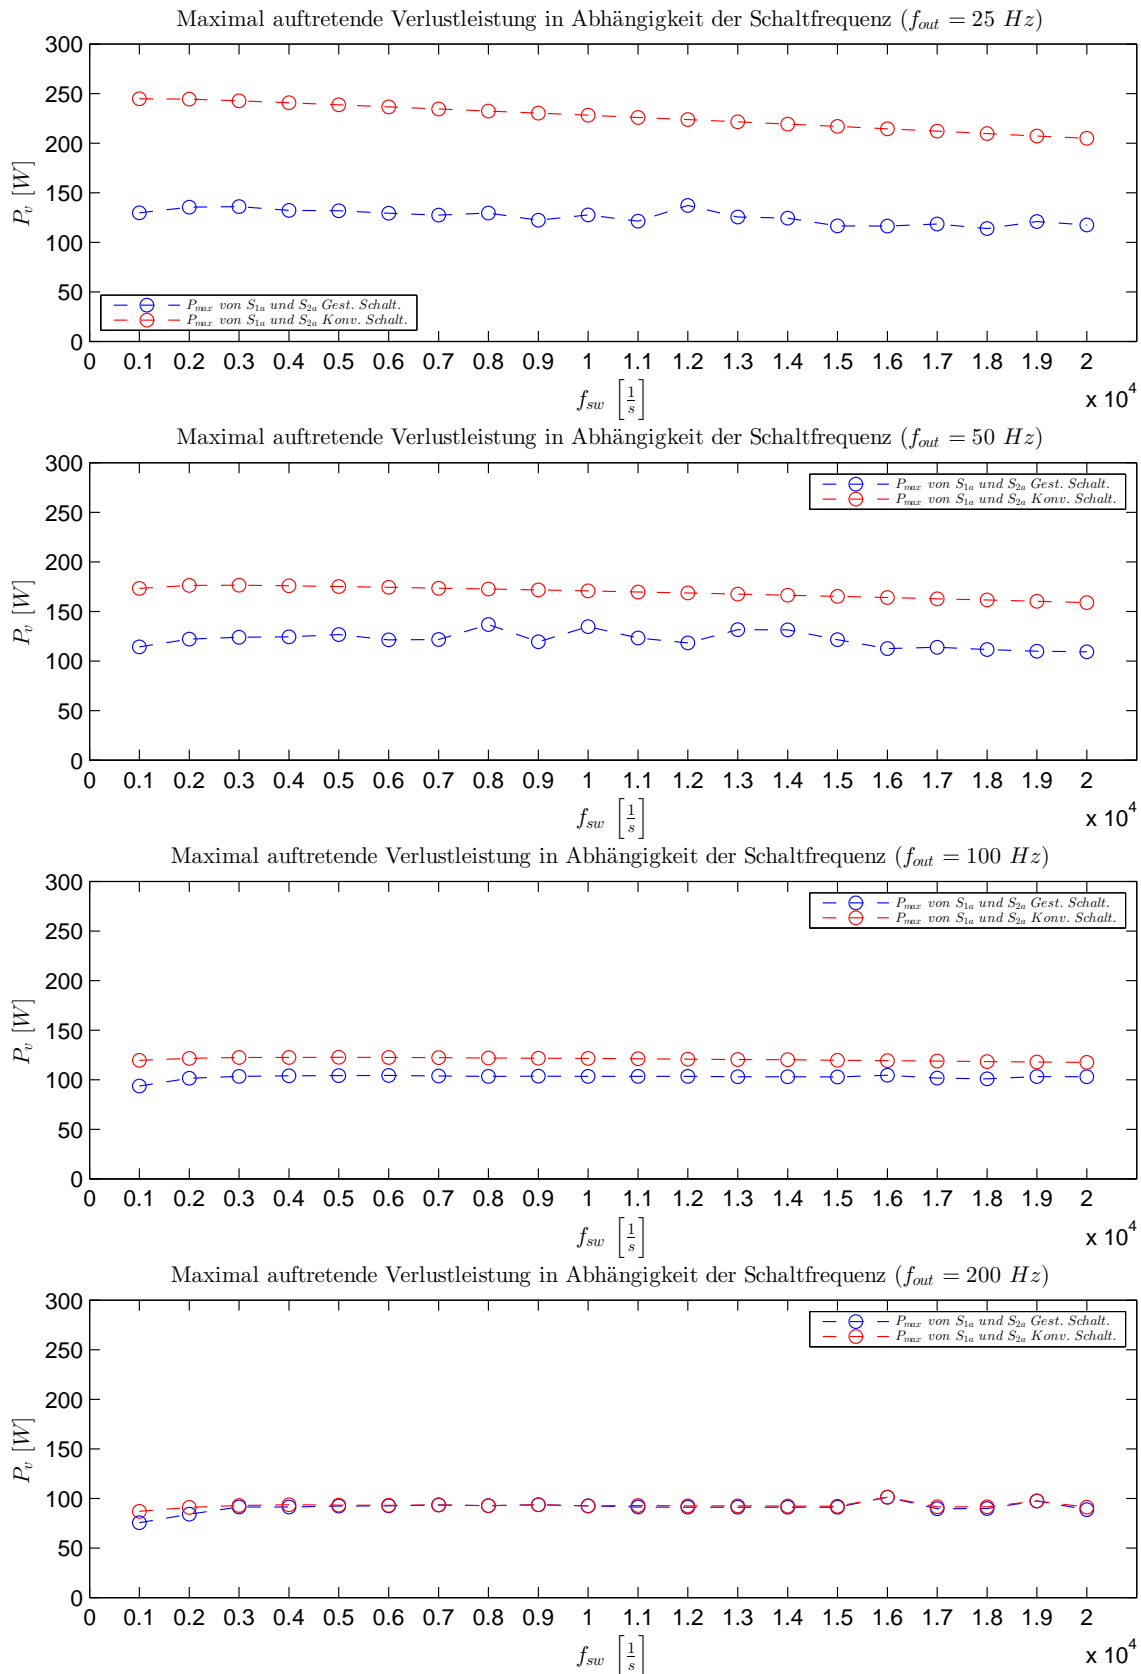 Maximal auftretende Verlustleistung in Abhängigkeit der Schaltfrequenz (f_out = 25 Hz)
300
250
200
150
100
50
0
P_v [W]
P_max von S_1a und S_2a Gest. Schalt.
P_max von S_1a und S_2a Konv. Schalt.
0 0.1 0.2 0.3 0.4 0.5 0.6 0.7 0.8 0.9 1 1.1 1.2 1.3 1.4 1.5 1.6 1.7 1.8 1.9 2
x 10^4
f_sw [1/s]
Maximal auftretende Verlustleistung in Abhängigkeit der Schaltfrequenz (f_out = 50 Hz)
300
250
200
150
100
50
0
P_v [W]
P_max von S_1a und S_2a Gest. Schalt.
P_max von S_1a und S_2a Konv. Schalt.
0 0.1 0.2 0.3 0.4 0.5 0.6 0.7 0.8 0.9 1 1.1 1.2 1.3 1.4 1.5 1.6 1.7 1.8 1.9 2
x 10^4
f_sw [1/s]
Maximal auftretende Verlustleistung in Abhängigkeit der Schaltfrequenz (f_out = 100 Hz)
300
250
200
150
100
50
0
P_v [W]
P_max von S_1a und S_2a Gest. Schalt.
P_max von S_1a und S_2a Konv. Schalt.
0 0.1 0.2 0.3 0.4 0.5 0.6 0.7 0.8 0.9 1 1.1 1.2 1.3 1.4 1.5 1.6 1.7 1.8 1.9 2
x 10^4
f_sw [1/s]
Maximal auftretende Verlustleistung in Abhängigkeit der Schaltfrequenz (f_out = 200 Hz)
300
250
200
150
100
50
0
P_v [W]
P_max von S_1a und S_2a Gest. Schalt.
P_max von S_1a und S_2a Konv. Schalt.
0 0.1 0.2 0.3 0.4 0.5 0.6 0.7 0.8 0.9 1 1.1 1.2 1.3 1.4 1.5 1.6 1.7 1.8 1.9 2
x 10^4
f_sw [1/s]